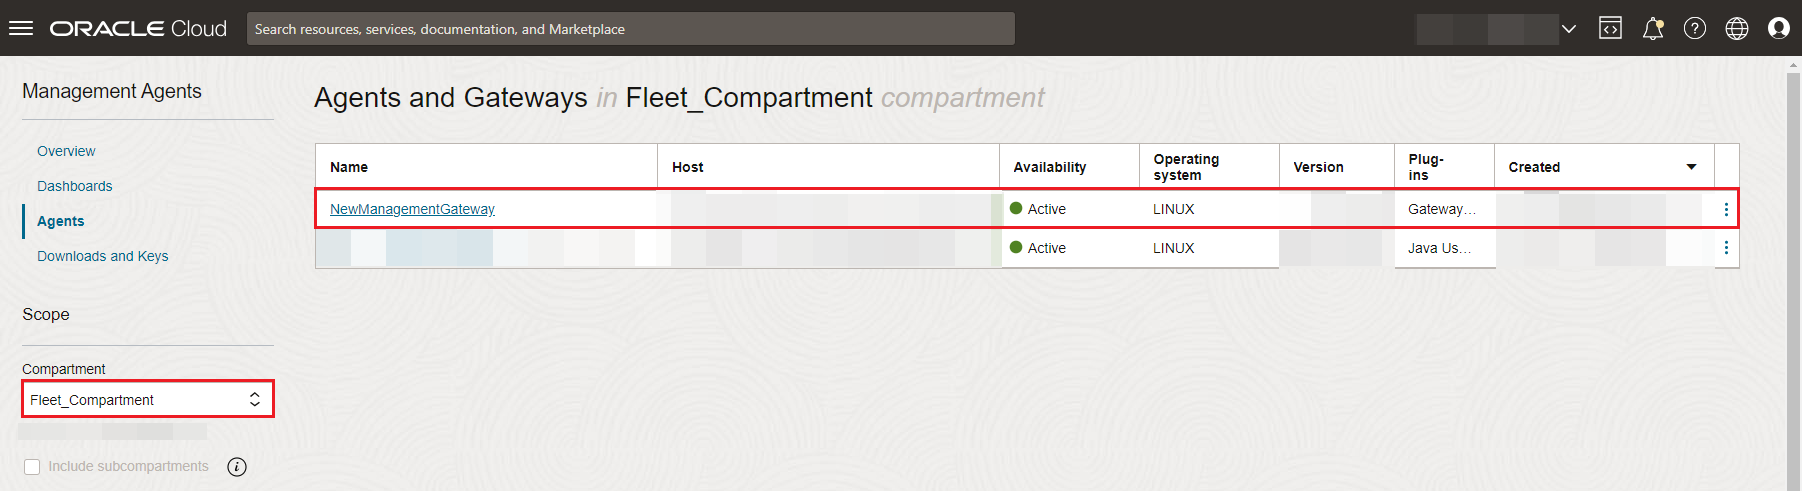 ORACLE Cloud
Search resources, services, documentation, and Marketplace
Management Agents
Overview
Dashboards
Agents
Downloads and Keys
Scope
Compartment
Fleet_Compartment
Include subcompartments
Agents and Gateways in Fleet_Compartment compartment
Name Host Availability Operating system Version Plug-ins Created
NewManagementGateway Active LINUX Gateway...
Active LINUX Java Us...